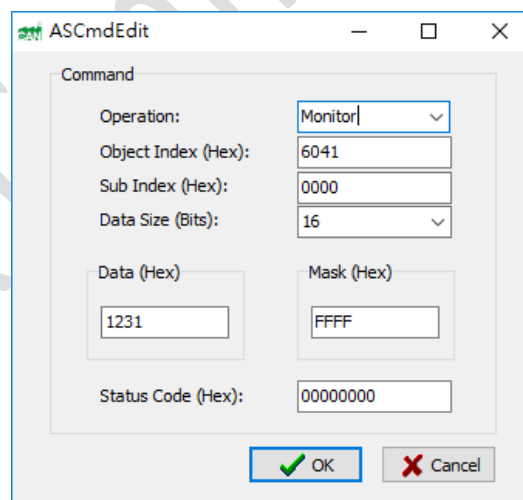 ASCmdEdit
Command
Operation: Monitor
Object Index (Hex): 6041
Sub Index (Hex): 0000
Data Size (Bits): 16
Data (Hex) Mask (Hex)
1231 FFFF
Status Code (Hex): 00000000
OK Cancel